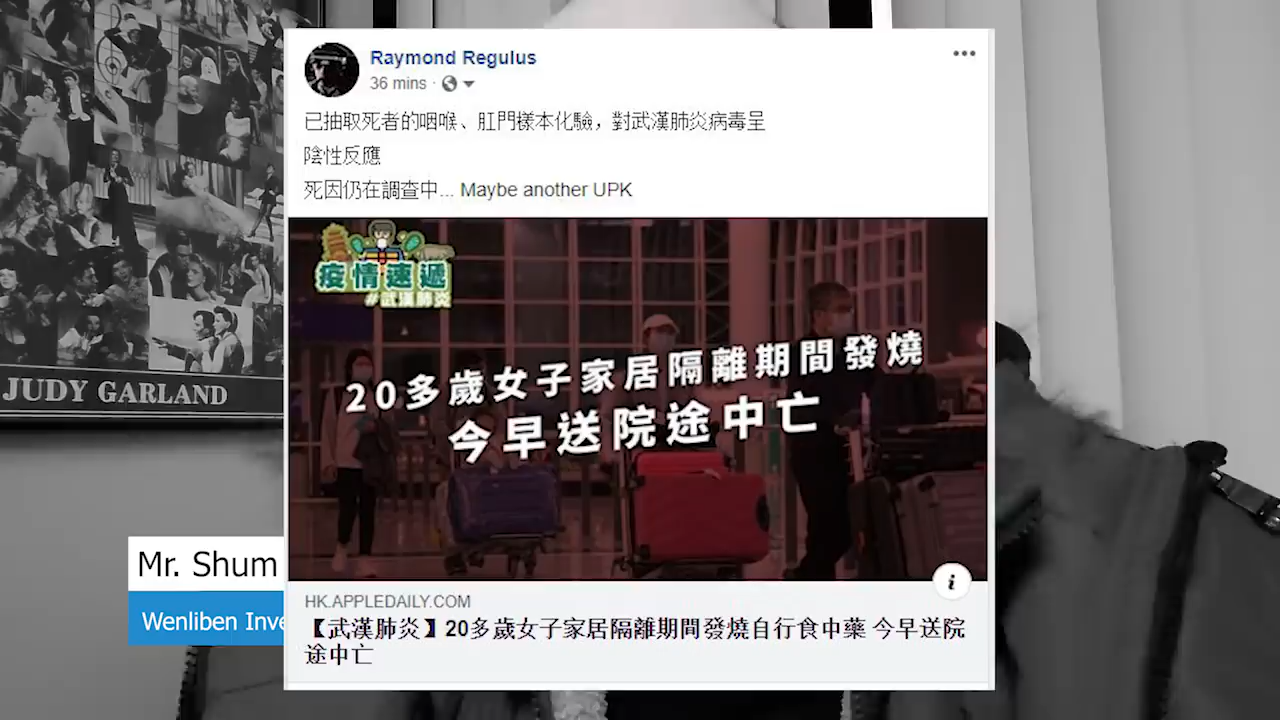 Raymond Regulus
36 mins ·
已抽取死者的咽喉、肛門樣本化驗，對武漢肺炎病毒呈
陰性反應
死因仍在調查中... Maybe another UPK
疫情速遞
#武漢肺炎
20多歲女子家居隔離期間發燒
今早送院途中亡
JUDY GARLAND
Mr. Shum
Wenliben Inve
i
HK.APPLEDAILY.COM
【武漢肺炎】20多歲女子家居隔離期間發燒自行食中藥 今早送院
途中亡